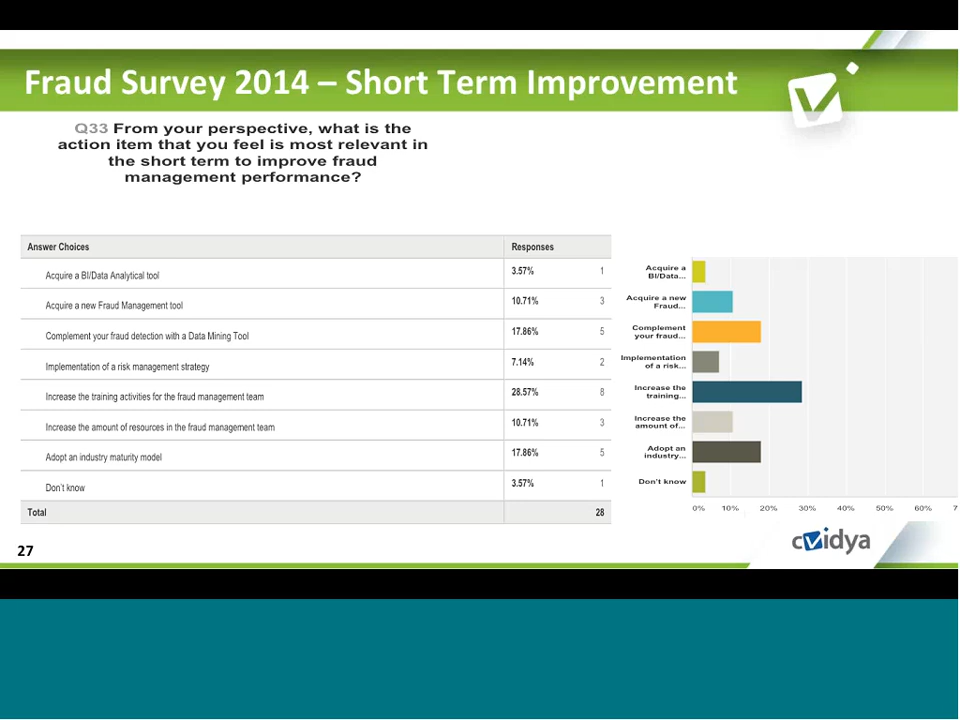 Fraud Survey 2014 – Short Term Improvement
Q33 From your perspective, what is the
action item that you feel is most relevant in
the short term to improve fraud
management performance?
Answer Choices Responses
Acquire a BI/Data Analytical tool 3.57% 1
Acquire a new Fraud Management tool 10.71% 3
Complement your fraud detection with a Data Mining Tool 17.86% 5
Implementation of a risk management strategy 7.14% 2
Increase the training activities for the fraud management team 28.57% 8
Increase the amount of resources in the fraud management team 10.71% 3
Adopt an industry maturity model 17.86% 5
Don't know 3.57% 1
Total 28
Acquire a
BI/Data...
Acquire a new
Fraud...
Complement
your fraud...
Implementation
of a risk...
Increase the
training...
Increase the
amount of...
Adopt an
industry...
Don't know
0% 10% 20% 30% 40% 50% 60% 7
27
cvidya